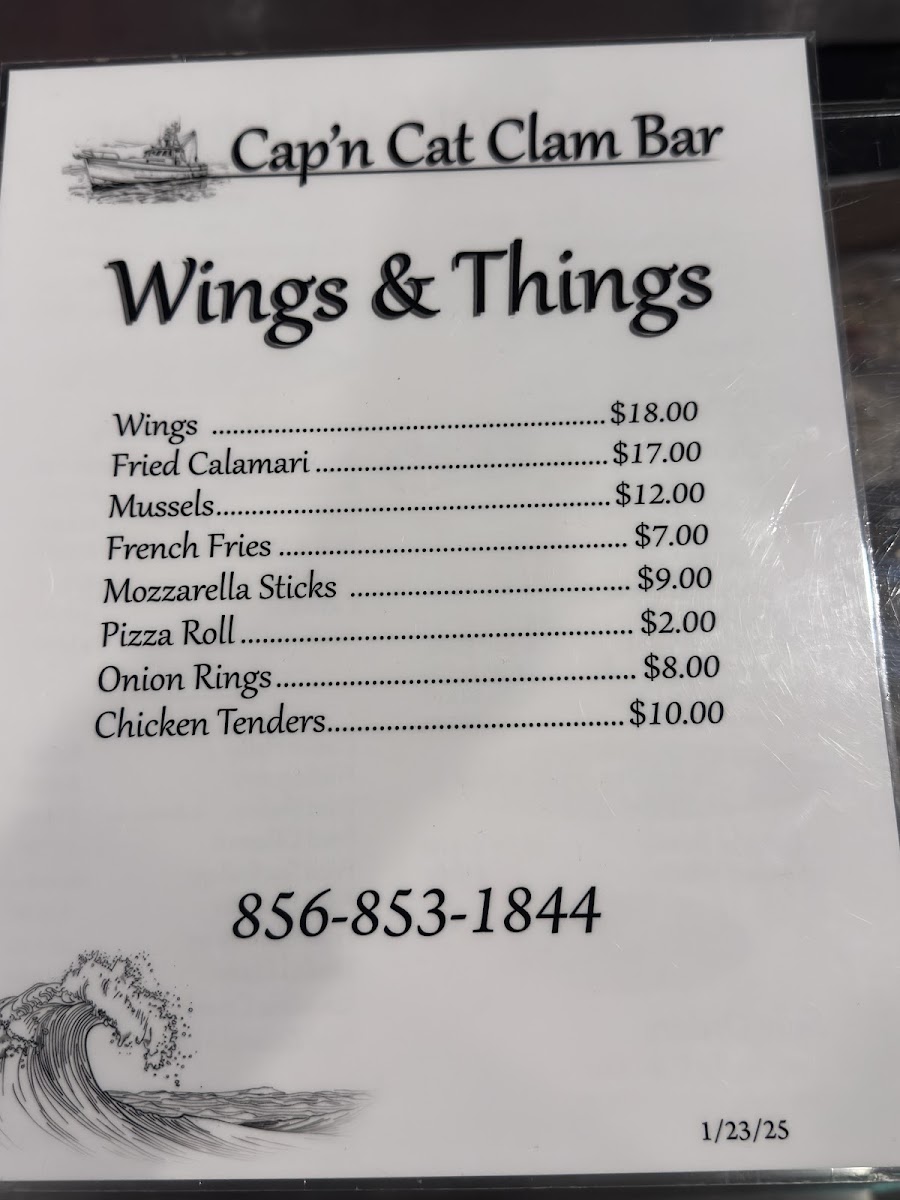 Cap'n Cat Clam Bar
Wings & Things
Wings ........................................................ $18.00
Fried Calamari ........................................ $17.00
Mussels...................................................... $12.00
French Fries ............................................... $7.00
Mozzarella Sticks ..................................... $9.00
Pizza Roll .................................................... $2.00
Onion Rings ................................................ $8.00
Chicken Tenders....................................... $10.00
856-853-1844
1/23/25